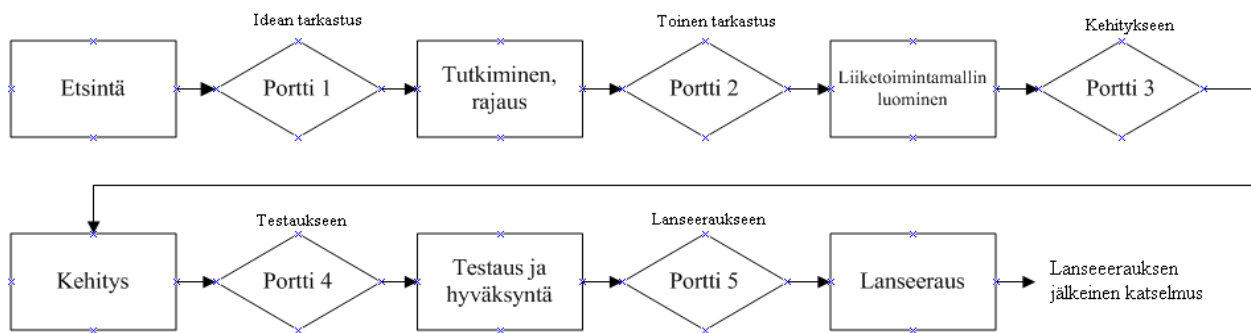 Idean tarkastus
Toinen tarkastus
Kehitykseen
Etsintä
Portti 1
Tutkiminen,
rajaus
Portti 2
Liiketoimintamallin
luominen
Portti 3
Testaukseen
Lanseeraukseen
Kehitys
Portti 4
Testaus ja
hyväksyntä
Portti 5
Lanseeraus
Lanseeerauksen
jälkeinen katselmus